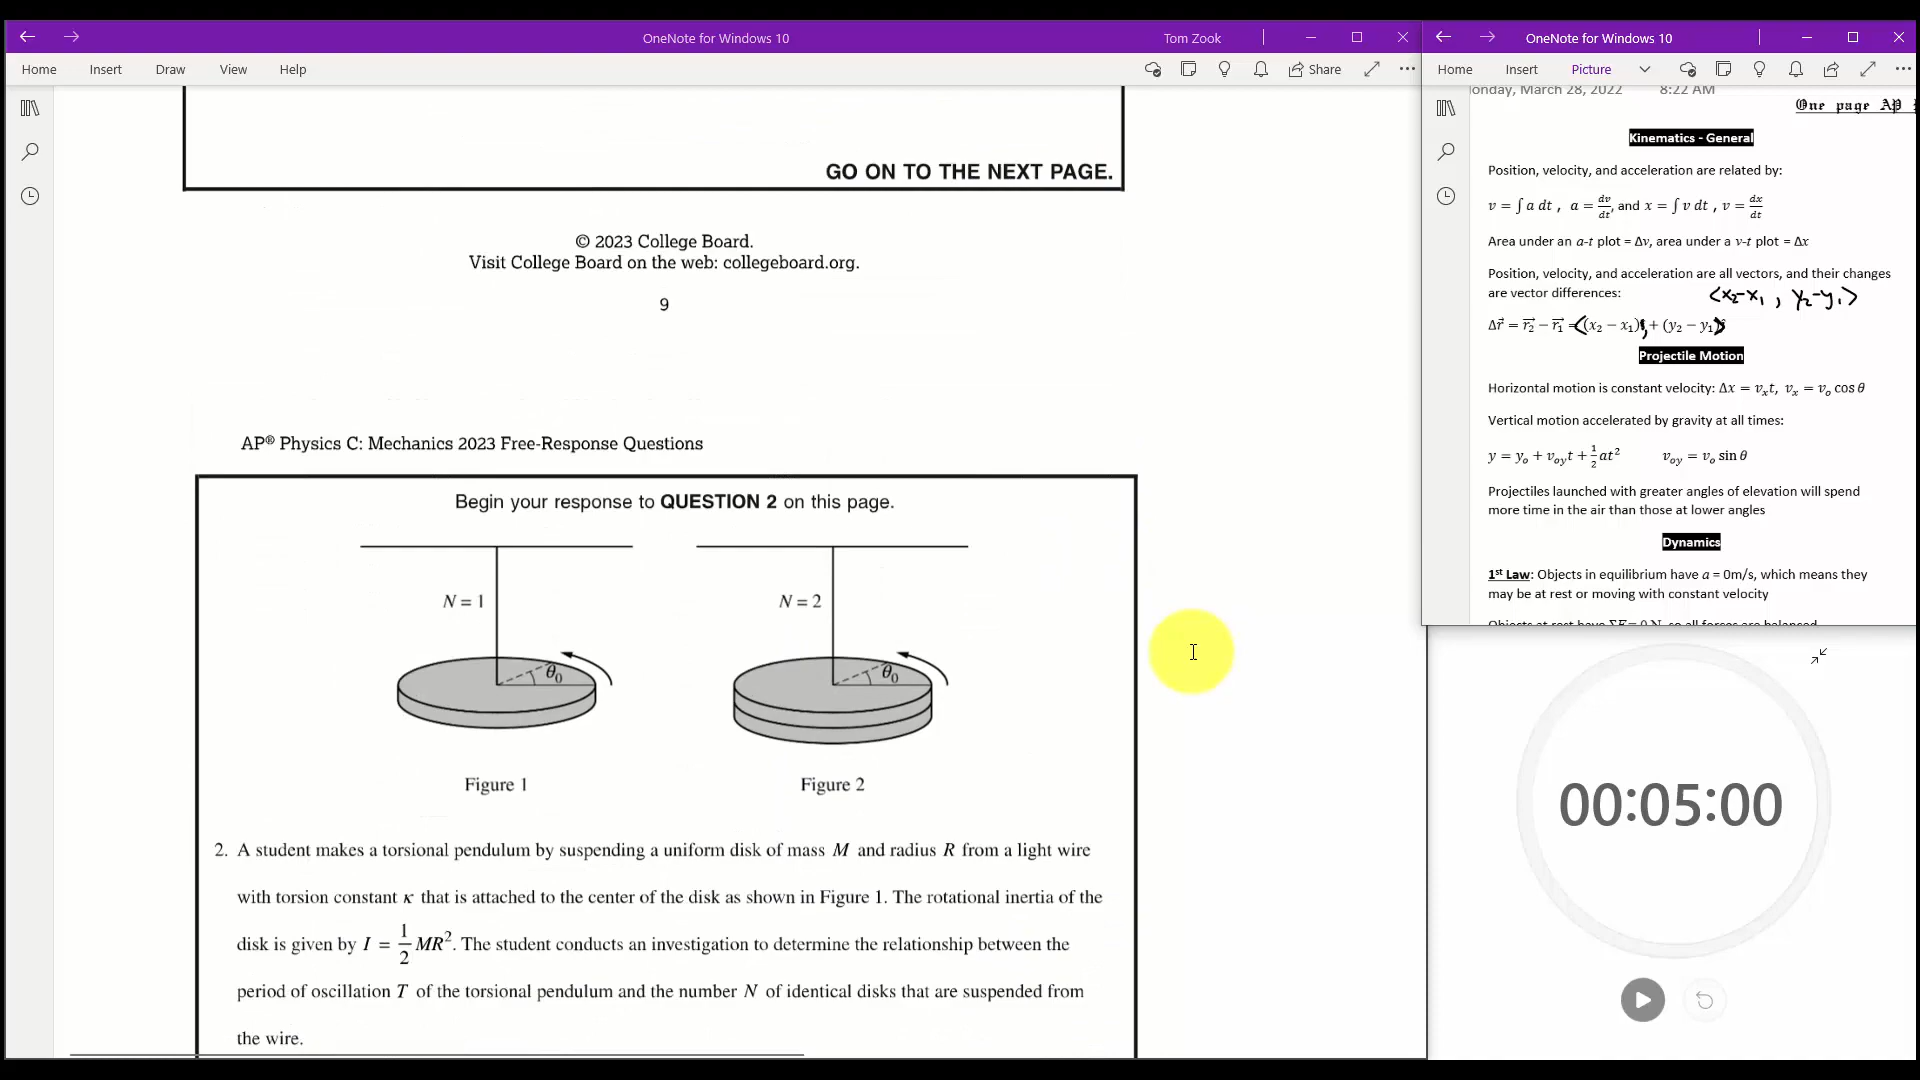 OneNote for Windows 10
Tom Zook
Home Insert Draw View Help
Share
GO ON TO THE NEXT PAGE.
© 2023 College Board.
Visit College Board on the web: collegeboard.org.
9
AP® Physics C: Mechanics 2023 Free-Response Questions
Begin your response to QUESTION 2 on this page.
N = 1
θ0
Figure 1
N = 2
θ0
Figure 2
2. A student makes a torsional pendulum by suspending a uniform disk of mass M and radius R from a light wire
with torsion constant κ that is attached to the center of the disk as shown in Figure 1. The rotational inertia of the
disk is given by I = 1/2 MR². The student conducts an investigation to determine the relationship between the
period of oscillation T of the torsional pendulum and the number N of identical disks that are suspended from
the wire.
OneNote for Windows 10
Home Insert Picture
onday, March 28, 2022 8:22 AM
One page AP
Kinematics - General
Position, velocity, and acceleration are related by:
v = ∫ a dt , a = dv/dt, and x = ∫ v dt , v = dx/dt
Area under an a-t plot = Δv, area under a v-t plot = Δx
Position, velocity, and acceleration are all vectors, and their changes
are vector differences:
<x₂-x₁ , y₂-y₁>
Δr⃗ = r₂⃗ − r₁⃗ = <(x₂ − x₁) , + (y₂ − y₁)>
Projectile Motion
Horizontal motion is constant velocity: Δx = vₓt, vₓ = vₒ cos θ
Vertical motion accelerated by gravity at all times:
y = yₒ + vₒyt + 1/2 at² vₒy = vₒ sin θ
Projectiles launched with greater angles of elevation will spend
more time in the air than those at lower angles
Dynamics
1st Law: Objects in equilibrium have a = 0m/s, which means they
may be at rest or moving with constant velocity
Objects at rest have ΣF= 0 N, so all forces are balanced
00:05:00